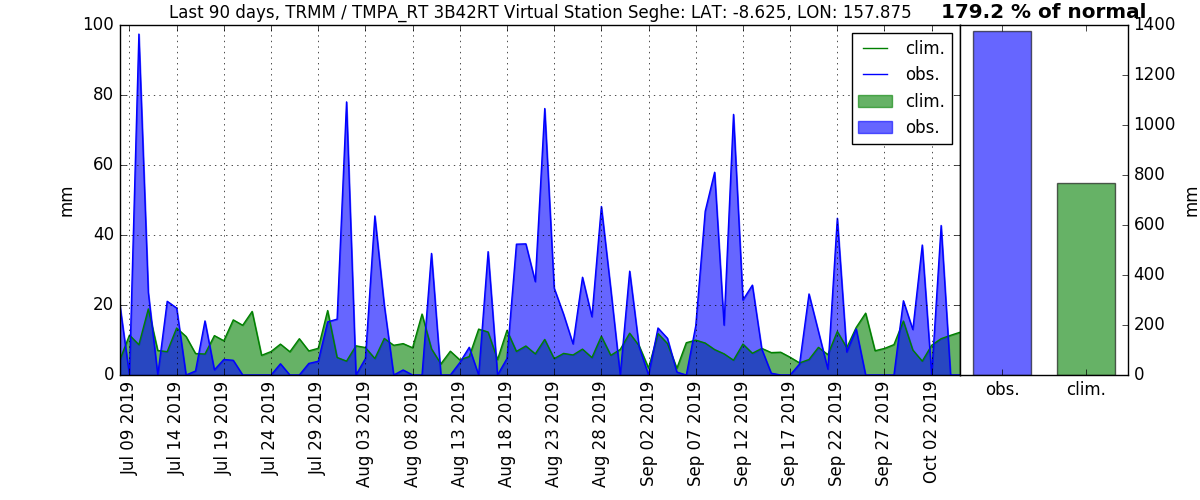 Last 90 days, TRMM / TMPA_RT 3B42RT Virtual Station Seghe: LAT: -8.625, LON: 157.875
179.2 % of normal
100
80
60
40
20
0
mm
clim.
obs.
clim.
obs.
1400
1200
1000
800
600
400
200
0
mm
Jul 09 2019
Jul 14 2019
Jul 19 2019
Jul 24 2019
Jul 29 2019
Aug 03 2019
Aug 08 2019
Aug 13 2019
Aug 18 2019
Aug 23 2019
Aug 28 2019
Sep 02 2019
Sep 07 2019
Sep 12 2019
Sep 17 2019
Sep 22 2019
Sep 27 2019
Oct 02 2019
obs.
clim.